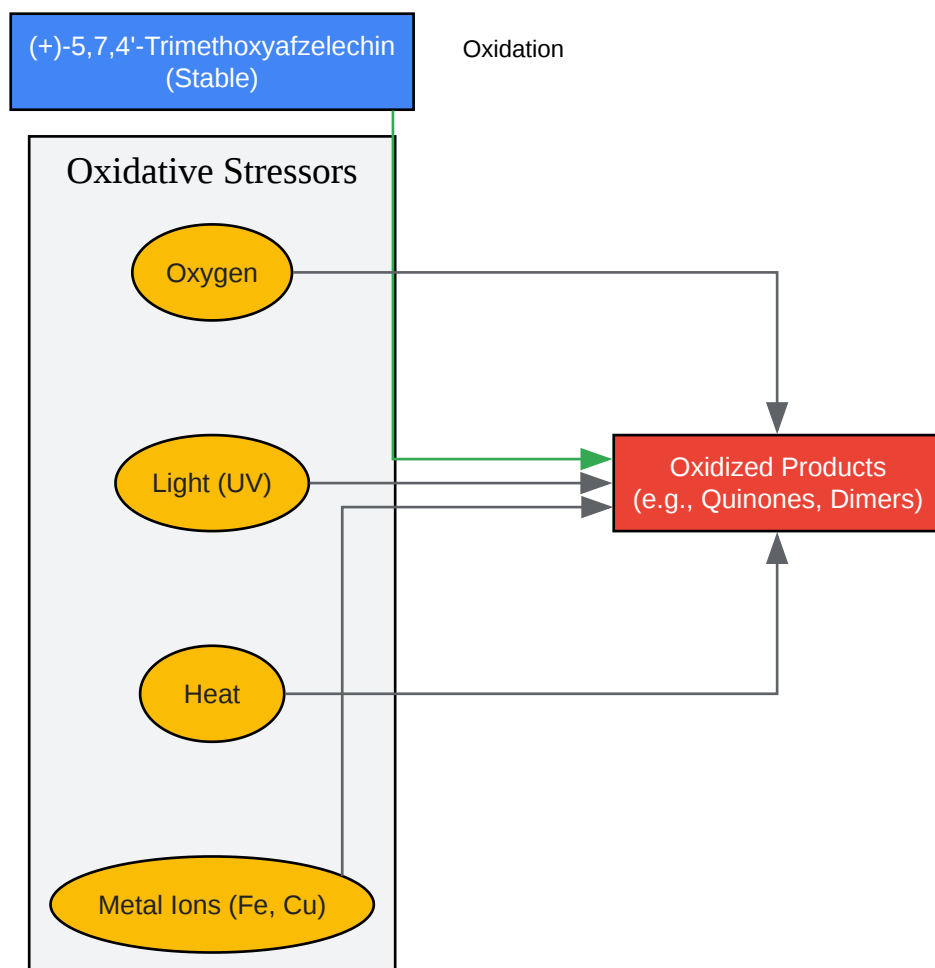 (+)-5,7,4'-Trimethoxyafzelechin
(Stable)
Oxidation
Oxidative Stressors
Oxygen
Light (UV)
Oxidized Products
(e.g., Quinones, Dimers)
Heat
Metal Ions (Fe, Cu)